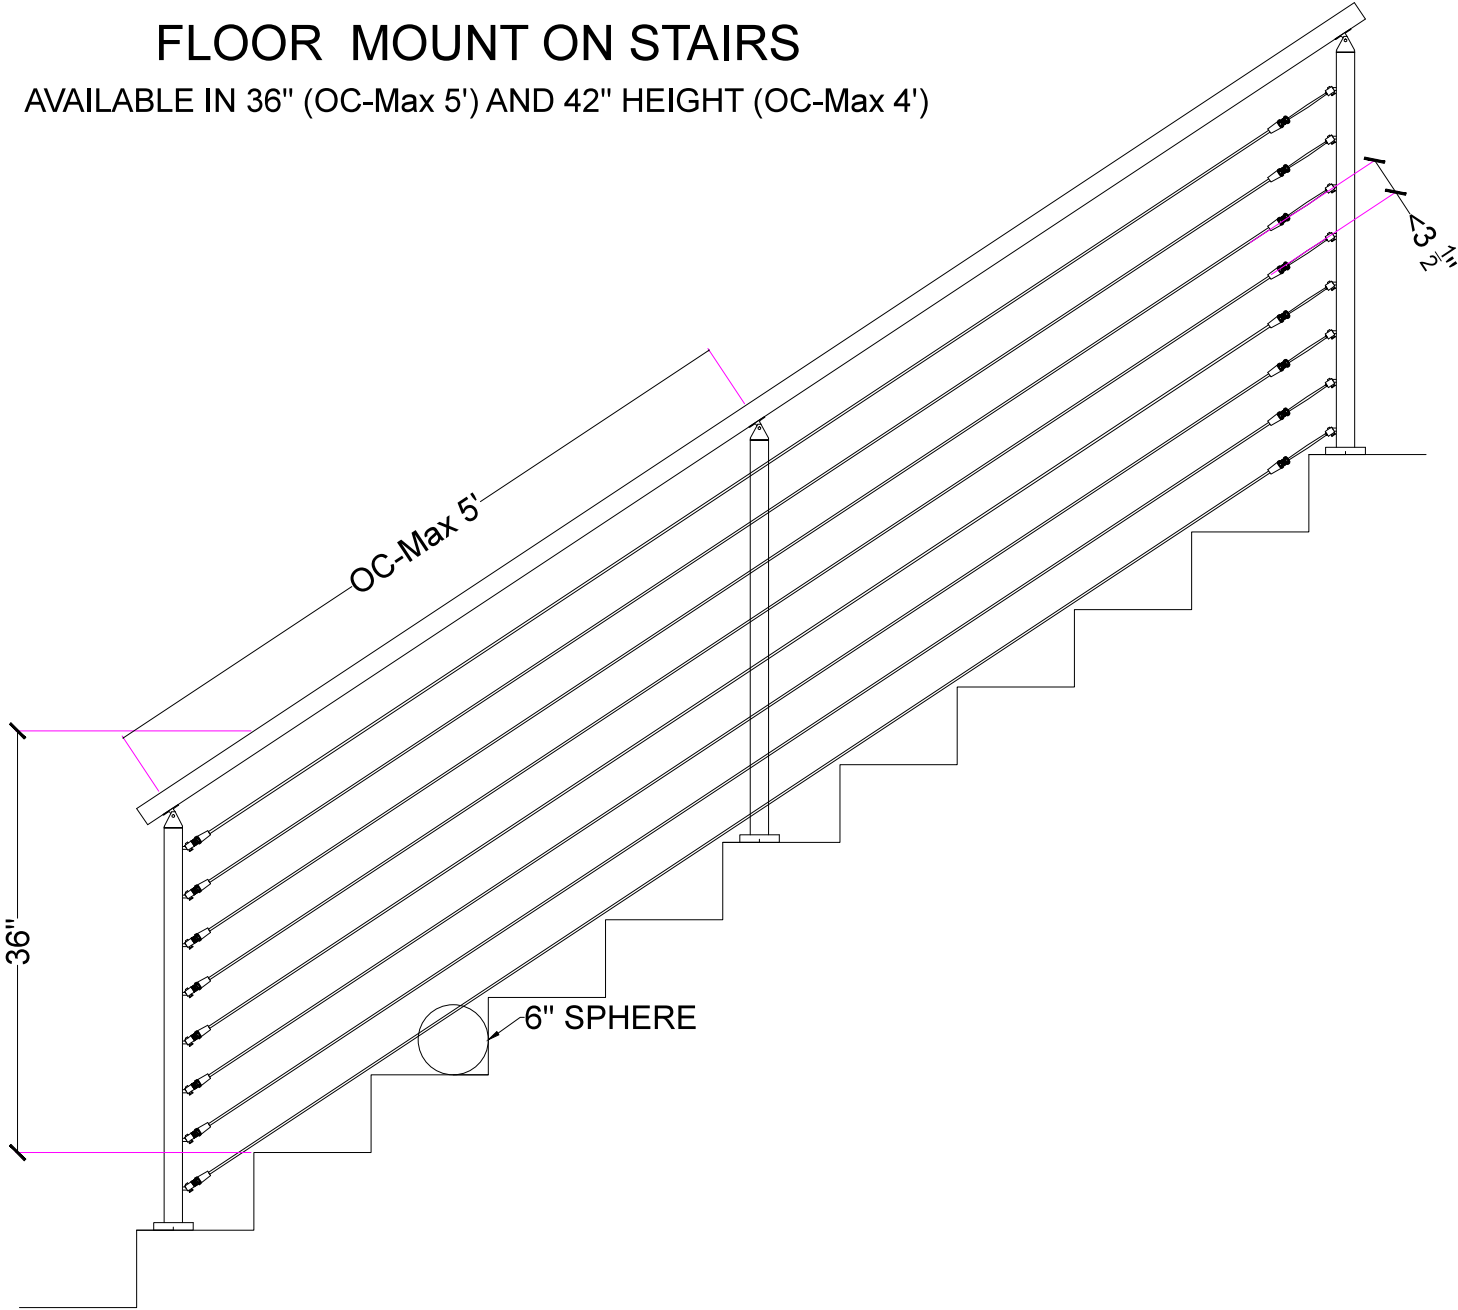 FLOOR MOUNT ON STAIRS
AVAILABLE IN 36" (OC-Max 5') AND 42" HEIGHT (OC-Max 4')
<3 1/2"
OC-Max 5'
36"
6" SPHERE